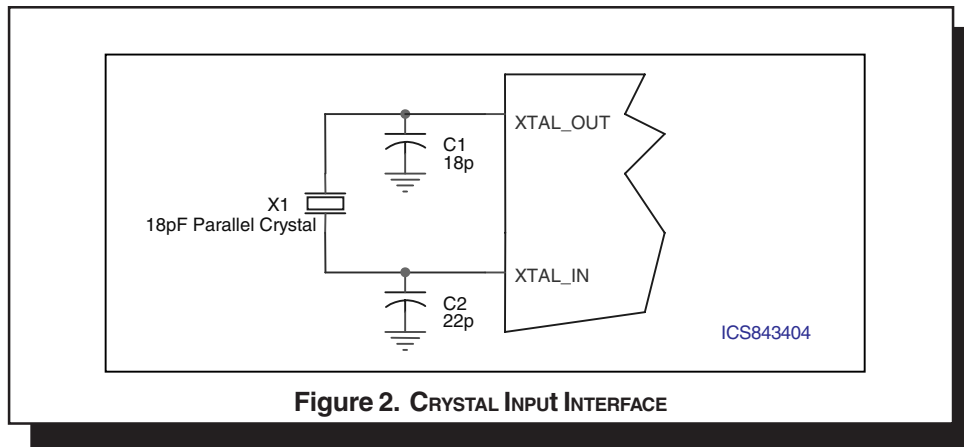 XTAL_OUT
C1
18p
X1
18pF Parallel Crystal
XTAL_IN
C2
22p
ICS843404
Figure 2. CRYSTAL INPUt INTERFACE